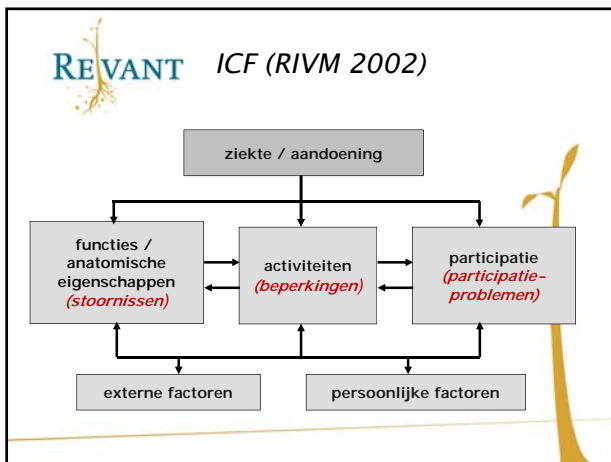 REVANT
ICF (RIVM 2002)
ziekte / aandoening
functies /
anatomische
eigenschappen
(stoornissen)
activiteiten
(beperkingen)
participatie
(participatie-
problemen)
externe factoren
persoonlijke factoren